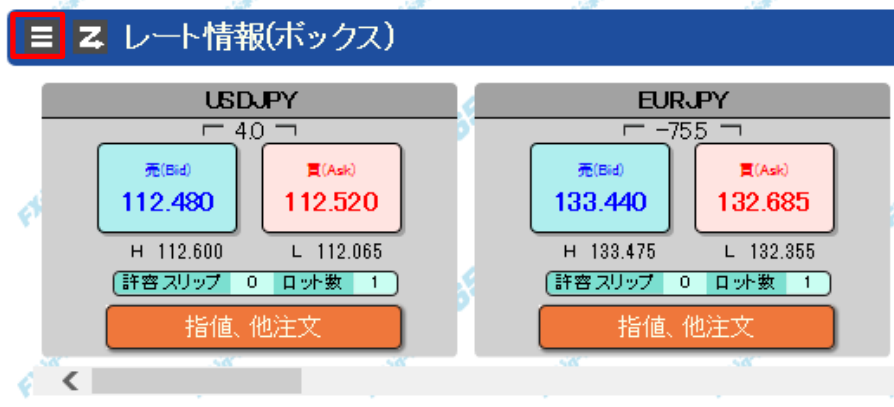 レート情報(ボックス)
USDJPY
4.0
売(Bid) 買(Ask)
112.480 112.520
H 112.600 L 112.065
許容スリップ 0 ロット数 1
指値、他注文
EURJPY
-75.5
売(Bid) 買(Ask)
133.440 132.685
H 133.475 L 132.355
許容スリップ 0 ロット数 1
指値、他注文